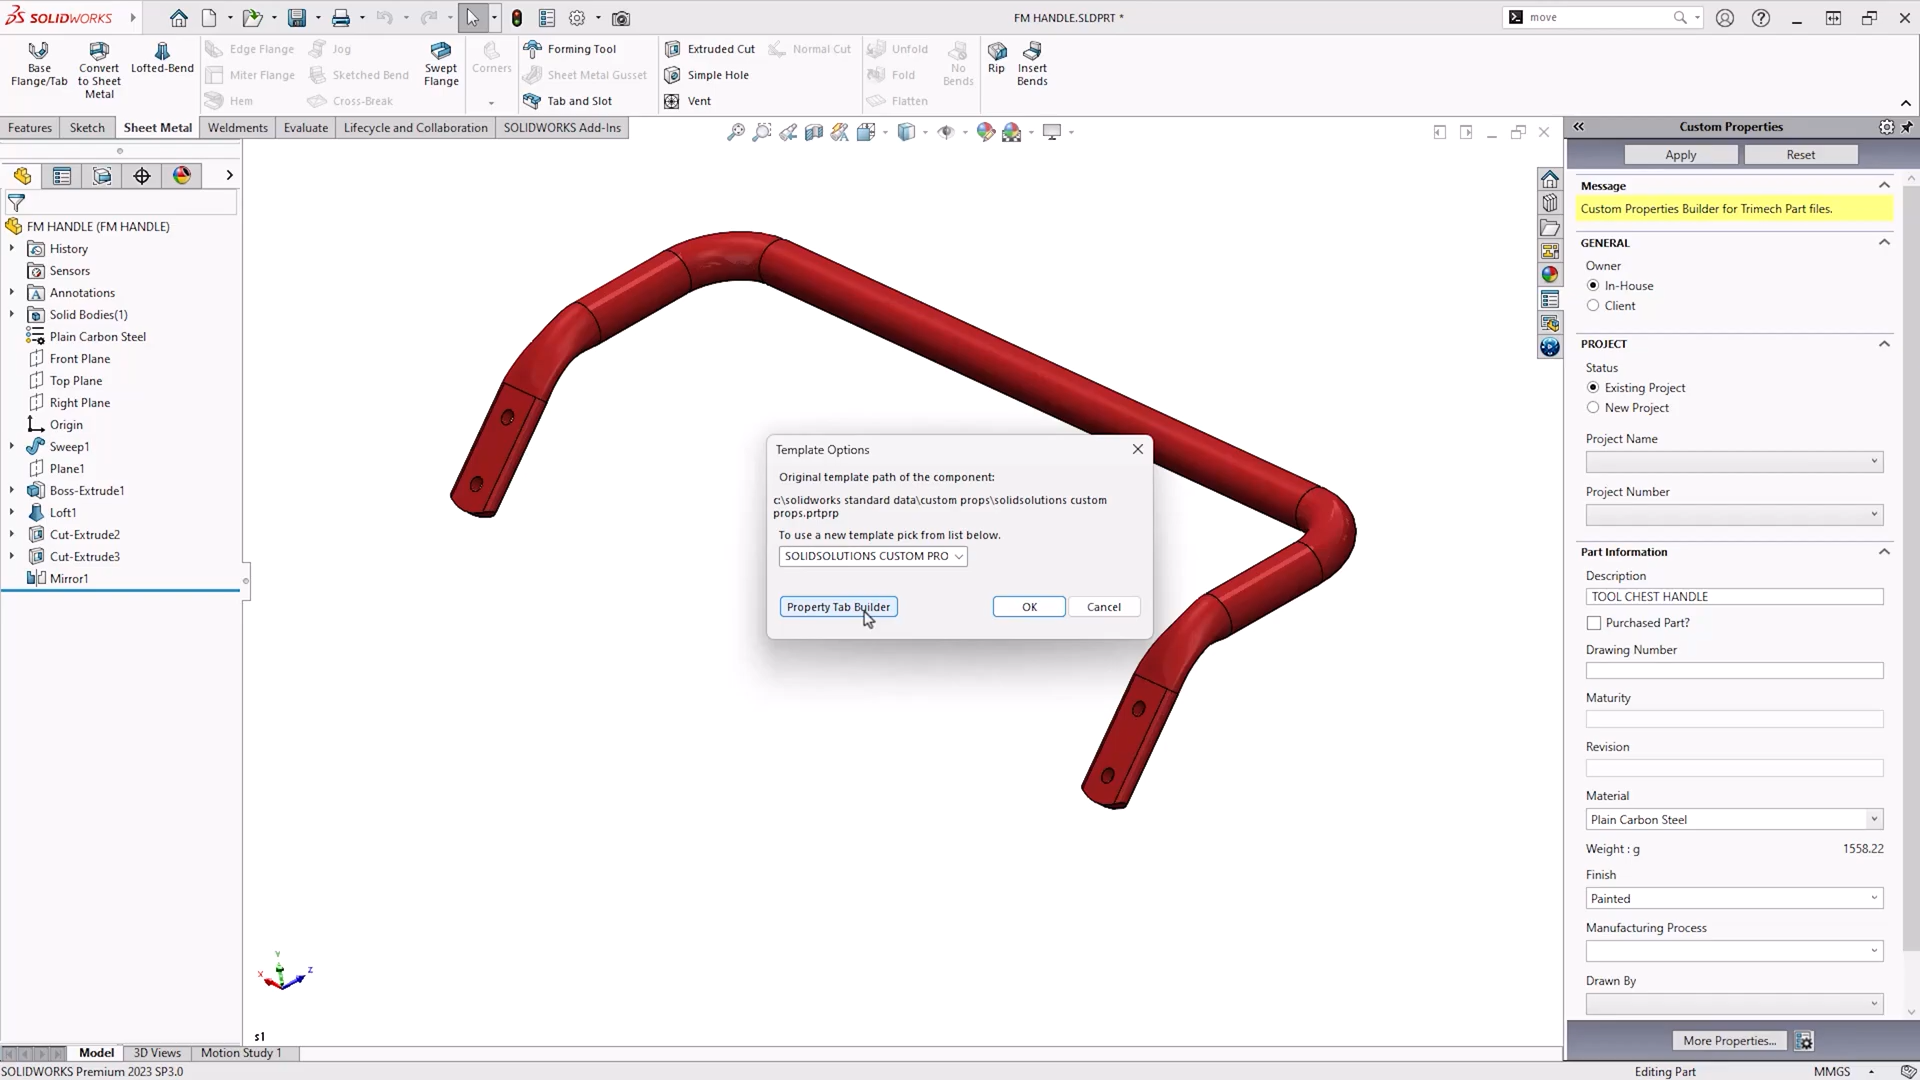 SOLIDWORKS
FM HANDLE.SLDPRT *
move
Base Flange/Tab
Convert to Sheet Metal
Lofted-Bend
Edge Flange
Miter Flange
Hem
Jog
Sketched Bend
Cross-Break
Swept Flange
Corners
Forming Tool
Sheet Metal Gusset
Tab and Slot
Extruded Cut
Simple Hole
Vent
Normal Cut
Unfold
Fold
Flatten
No Bends
Rip
Insert Bends
Features
Sketch
Sheet Metal
Weldments
Evaluate
Lifecycle and Collaboration
SOLIDWORKS Add-Ins
FM HANDLE (FM HANDLE)
History
Sensors
Annotations
Solid Bodies(1)
Plain Carbon Steel
Front Plane
Top Plane
Right Plane
Origin
Sweep1
Plane1
Boss-Extrude1
Loft1
Cut-Extrude2
Cut-Extrude3
Mirror1
Template Options
Original template path of the component:
c:\solidworks standard data\custom props\solidsolutions custom
props.prtprp
To use a new template pick from list below.
SOLIDSOLUTIONS CUSTOM PRO
Property Tab Builder
OK
Cancel
Custom Properties
Apply
Reset
Message
Custom Properties Builder for Trimech Part files.
GENERAL
Owner
In-House
Client
PROJECT
Status
Existing Project
New Project
Project Name
Project Number
Part Information
Description
TOOL CHEST HANDLE
Purchased Part?
Drawing Number
Maturity
Revision
Material
Plain Carbon Steel
Weight : g 1558.22
Finish
Painted
Manufacturing Process
Drawn By
More Properties...
Y
X
Z
s1
Model
3D Views
Motion Study 1
SOLIDWORKS Premium 2023 SP3.0
Editing Part
MMGS